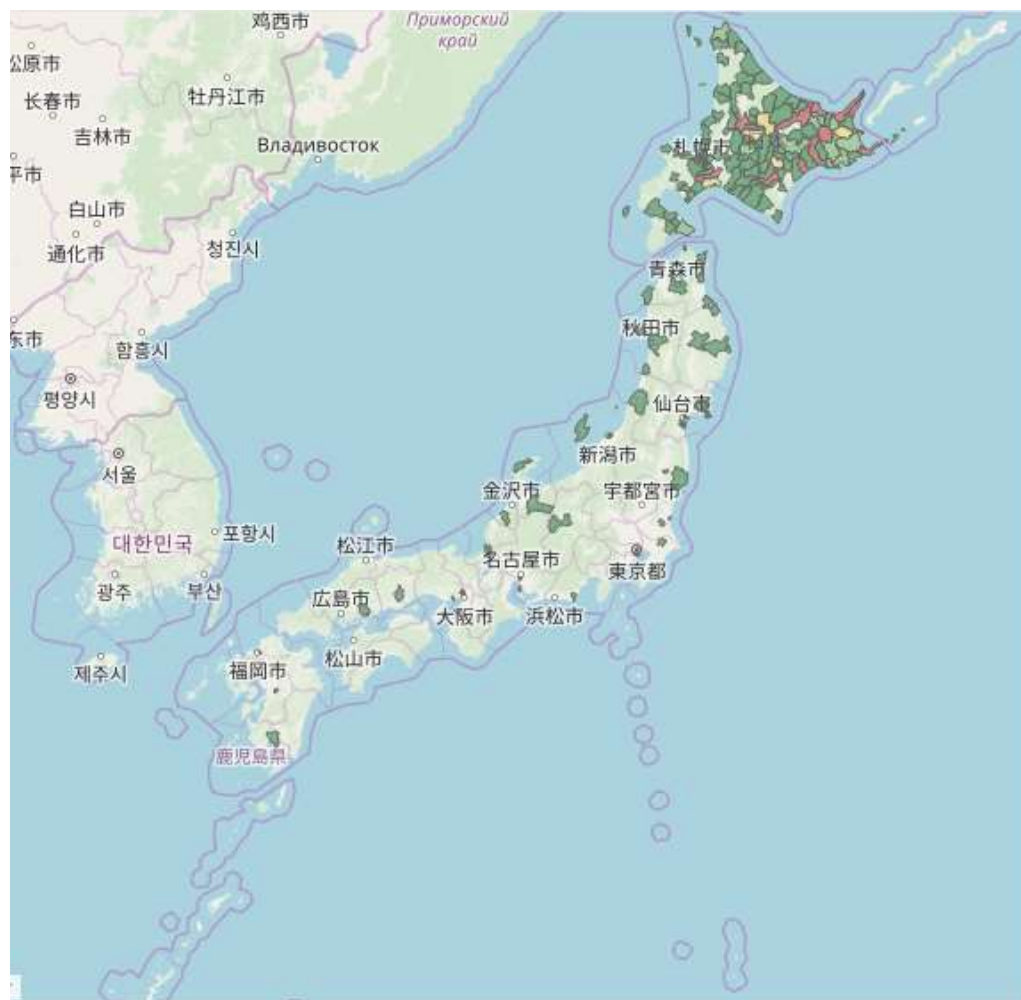 鸡西市
Приморский
край
松原市
长春市
牡丹江市
吉林市
Владивосток
札幌市
平市
白山市
通化市
청진시
青森市
东市
함흥시
秋田市
평양시
仙台市
서울
新潟市
金沢市
宇都宮市
포항시
대한민국
松江市
名古屋市
東京都
광주
부산
広島市
大阪市
浜松市
제주시
福岡市
松山市
鹿児島県